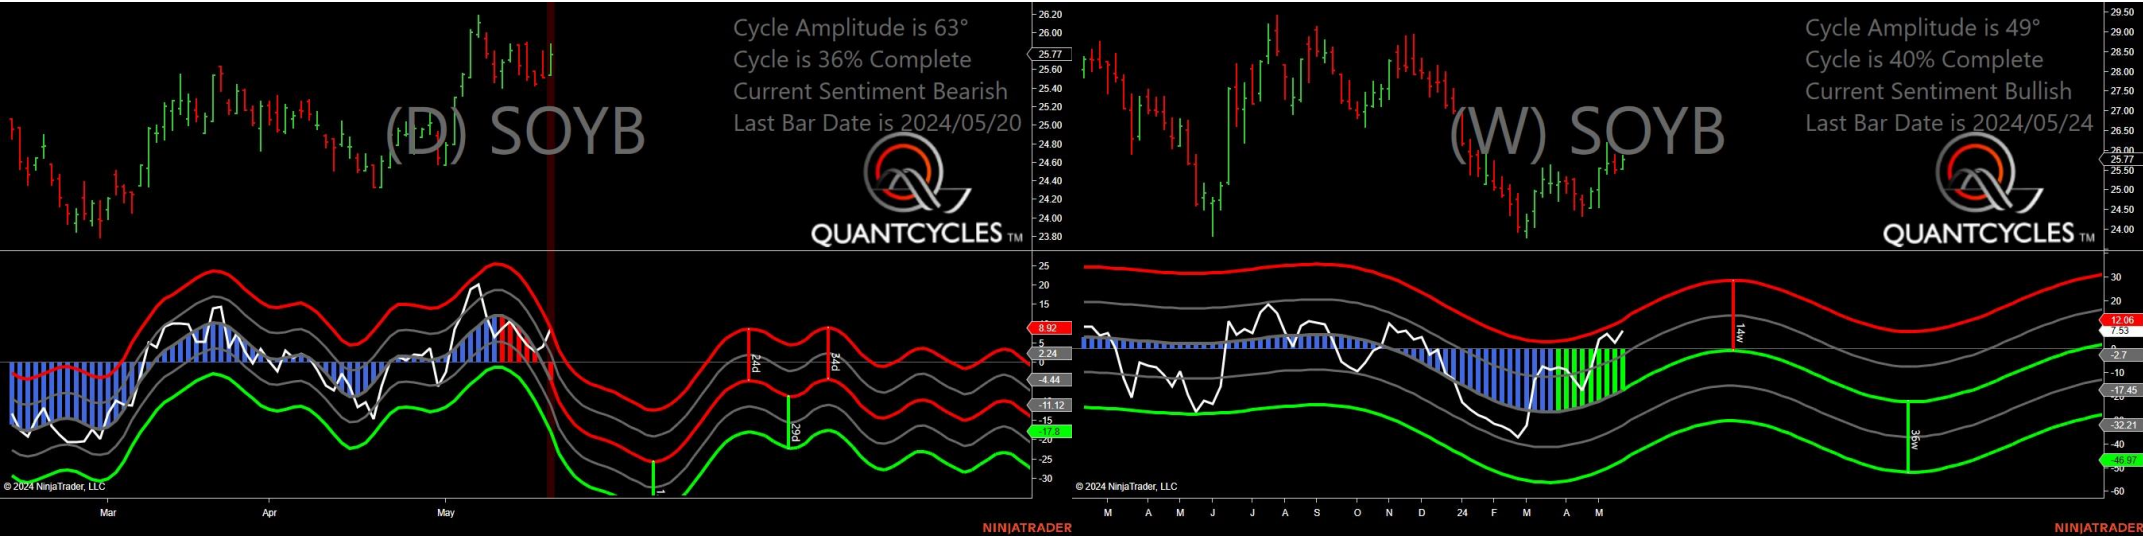 Cycle Amplitude is 63°
Cycle is 36% Complete
Current Sentiment Bearish
Last Bar Date is 2024/05/20
(D) SOYB
QUANTCYCLES TM
26.20
26.00
25.77
25.60
25.40
25.20
25.00
24.80
24.60
24.40
24.20
24.00
23.80
25
20
15
8.92
5
2.24
0
-4.44
-11.12
-15
-17.8
-20
-25
-30
24d
34d
29d
1
© 2024 NinjaTrader, LLC
Mar Apr May
NINJATRADER
Cycle Amplitude is 49°
Cycle is 40% Complete
Current Sentiment Bullish
Last Bar Date is 2024/05/24
(W) SOYB
QUANTCYCLES TM
29.50
29.00
28.50
28.00
27.50
27.00
26.50
26.00
25.77
25.50
25.00
24.50
24.00
30
20
12.06
7.53
-2.7
-10
-17.45
-32.21
-40
-46.97
-50
-60
14w
36w
© 2024 NinjaTrader, LLC
M A M J J A S O N D 24 F M A M
NINJATRADER